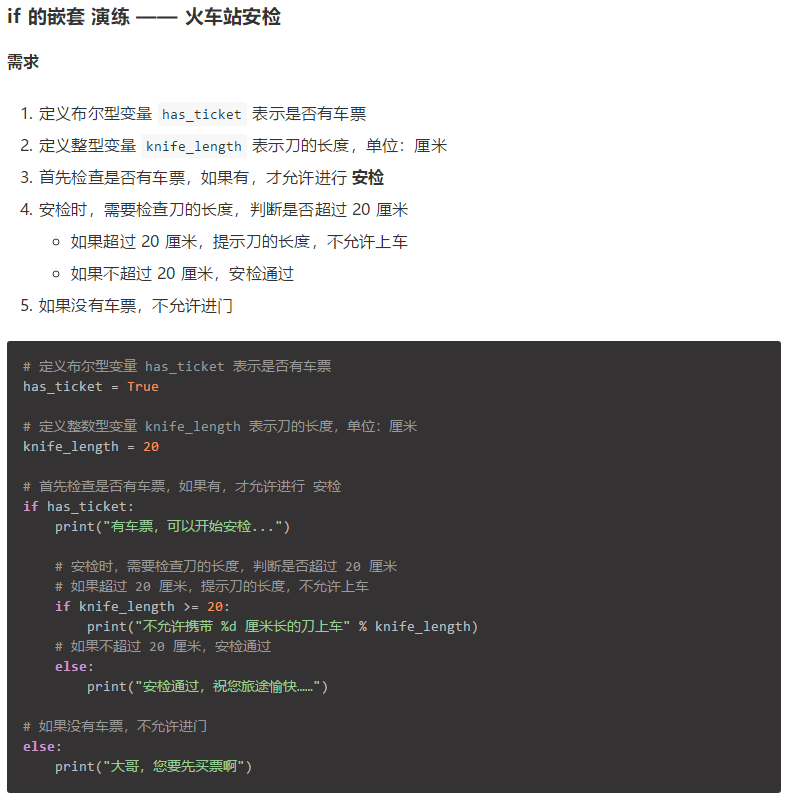 if 的嵌套 演练 —— 火车站安检
需求
1. 定义布尔型变量 has_ticket 表示是否有车票
2. 定义整型变量 knife_length 表示刀的长度，单位：厘米
3. 首先检查是否有车票，如果有，才允许进行 安检
4. 安检时，需要检查刀的长度，判断是否超过 20 厘米
○ 如果超过 20 厘米，提示刀的长度，不允许上车
○ 如果不超过 20 厘米，安检通过
5. 如果没有车票，不允许进门
# 定义布尔型变量 has_ticket 表示是否有车票
has_ticket = True
# 定义整数型变量 knife_length 表示刀的长度，单位：厘米
knife_length = 20
# 首先检查是否有车票，如果有，才允许进行 安检
if has_ticket:
    print("有车票，可以开始安检...")
    # 安检时，需要检查刀的长度，判断是否超过 20 厘米
    # 如果超过 20 厘米，提示刀的长度，不允许上车
    if knife_length >= 20:
        print("不允许携带 %d 厘米长的刀上车" % knife_length)
    # 如果不超过 20 厘米，安检通过
    else:
        print("安检通过，祝您旅途愉快……")
# 如果没有车票，不允许进门
else:
    print("大哥，您要先买票啊")